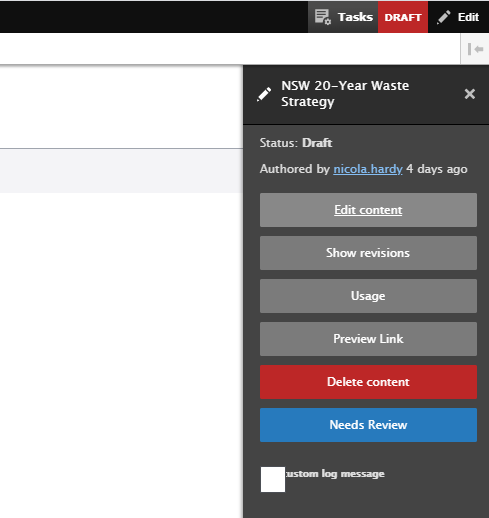 Tasks DRAFT Edit
NSW 20-Year Waste
Strategy
Status: Draft
Authored by nicola.hardy 4 days ago
Edit content
Show revisions
Usage
Preview Link
Delete content
Needs Review
ustom log message